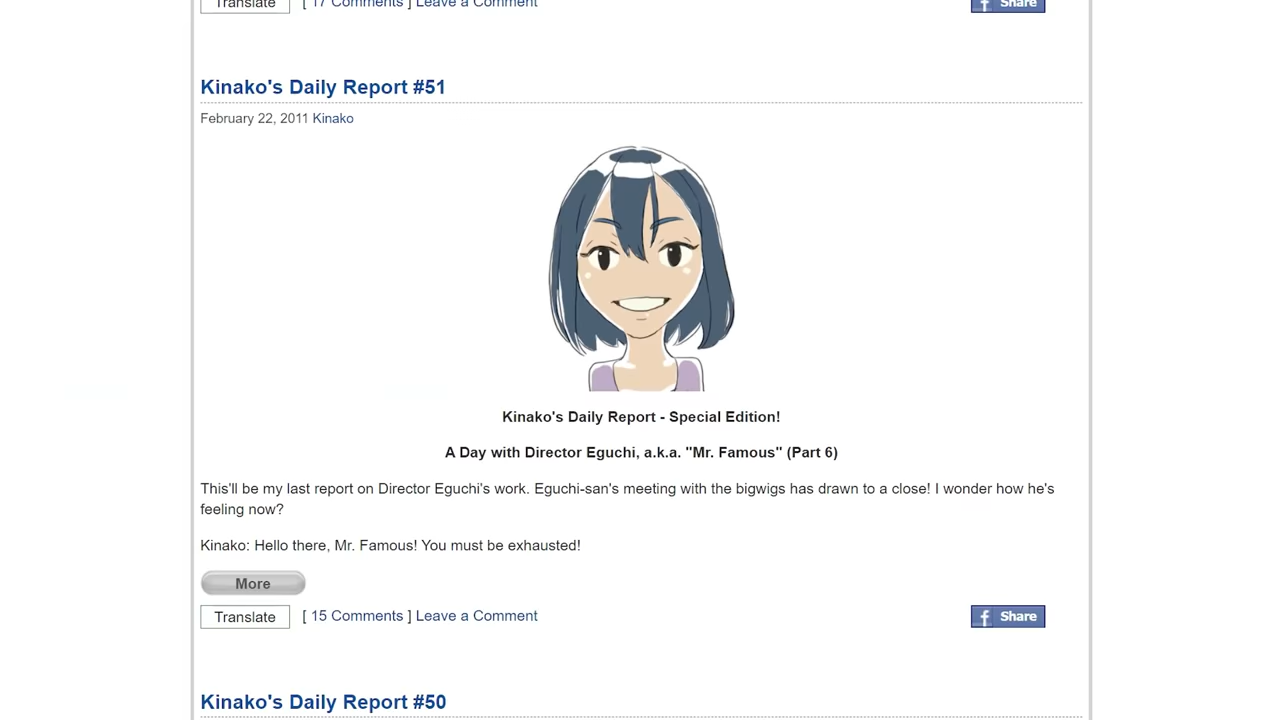 Translate [ 17 Comments ] Leave a Comment Share
Kinako's Daily Report #51
February 22, 2011 Kinako
Kinako's Daily Report - Special Edition!
A Day with Director Eguchi, a.k.a. "Mr. Famous" (Part 6)
This'll be my last report on Director Eguchi's work. Eguchi-san's meeting with the bigwigs has drawn to a close! I wonder how he's
feeling now?
Kinako: Hello there, Mr. Famous! You must be exhausted!
More
Translate [ 15 Comments ] Leave a Comment f Share
Kinako's Daily Report #50